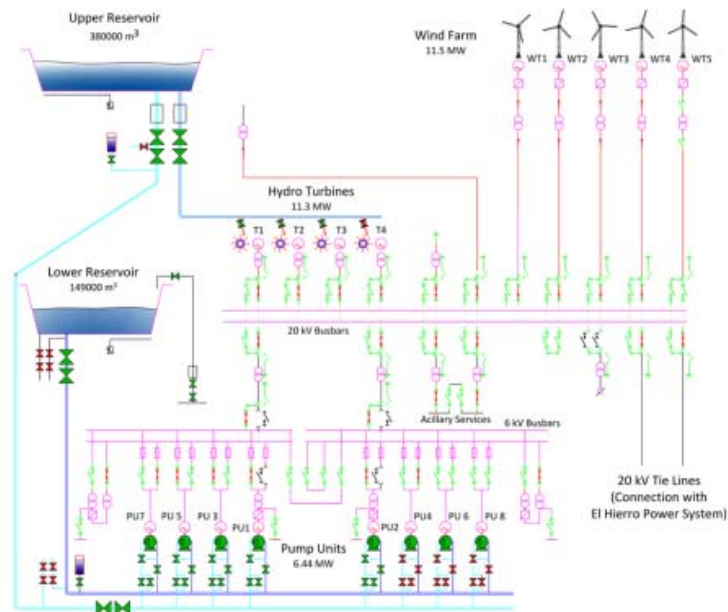 Upper Reservoir
380000 m³
Wind Farm
11.5 MW
WT1
WT2
WT3
WT4
WT5
Hydro Turbines
11.3 MW
T1
T2
T3
T4
Lower Reservoir
149000 m³
20 kV Busbars
Acillary Services
6 kV Busbars
20 kV Tie Lines
(Connection with
El Hierro Power System)
PU7
PU 5
PU 3
PU1
PU2
PU4
PU 6
PU 8
Pump Units
6.44 MW